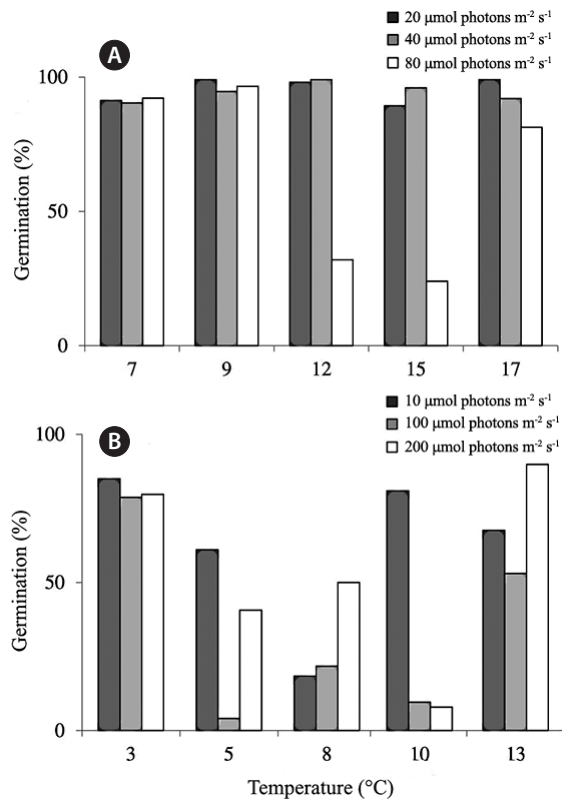 20 µmol photons m⁻² s⁻¹
40 µmol photons m⁻² s⁻¹
80 µmol photons m⁻² s⁻¹
A
100
50
0
Germination (%)
7 9 12 15 17
10 µmol photons m⁻² s⁻¹
100 µmol photons m⁻² s⁻¹
200 µmol photons m⁻² s⁻¹
B
100
50
0
Germination (%)
3 5 8 10 13
Temperature (°C)